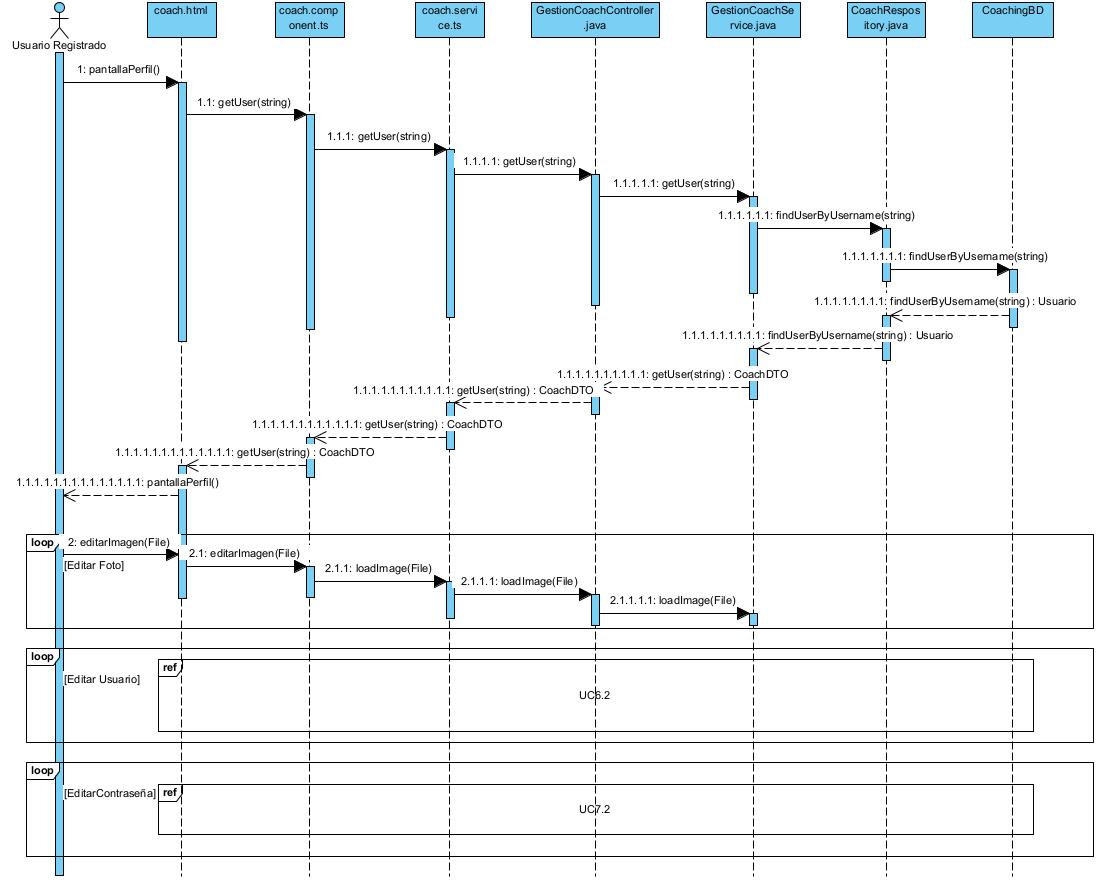 coach.html
coach.comp
onent.ts
coach.servi
ce.ts
GestionCoachController
.java
GestionCoachSe
rvice.java
CoachRespos
itory.java
CoachingBD
Usuario Registrado
1: pantallaPerfil()
1.1: getUser(string)
1.1.1: getUser(string)
1.1.1.1: getUser(string)
1.1.1.1.1: getUser(string)
1.1.1.1.1.1: findUserByUsername(string)
1.1.1.1.1.1.1: findUserByUsername(string)
1.1.1.1.1.1.1.1: findUserByUsername(string) : Usuario
1.1.1.1.1.1.1.1.1: findUserByUsername(string) : Usuario
1.1.1.1.1.1.1.1.1.1: getUser(string) : CoachDTO
1.1.1.1.1.1.1.1.1.1.1: getUser(string) : CoachDTO
1.1.1.1.1.1.1.1.1.1.1.1: getUser(string) : CoachDTO
1.1.1.1.1.1.1.1.1.1.1.1.1: getUser(string) : CoachDTO
1.1.1.1.1.1.1.1.1.1.1.1.1.1: pantallaPerfil()
loop
2: editarImagen(File)
[Editar Foto]
2.1: editarImagen(File)
2.1.1: loadImage(File)
2.1.1.1: loadImage(File)
2.1.1.1.1: loadImage(File)
loop
[Editar Usuario]
ref
UC6.2
loop
[EditarContraseña]
ref
UC7.2